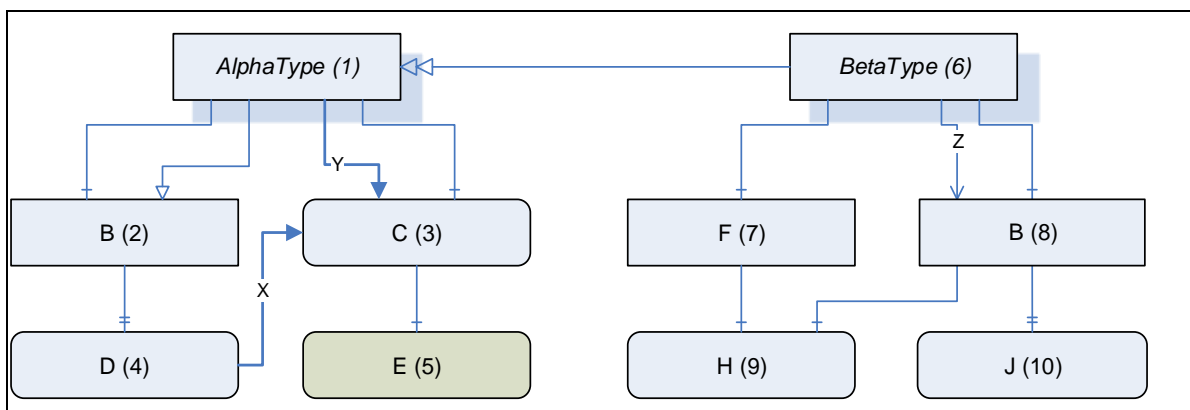 AlphaType (1)
BetaType (6)
Y
Z
B (2)
C (3)
F (7)
B (8)
X
D (4)
E (5)
H (9)
J (10)